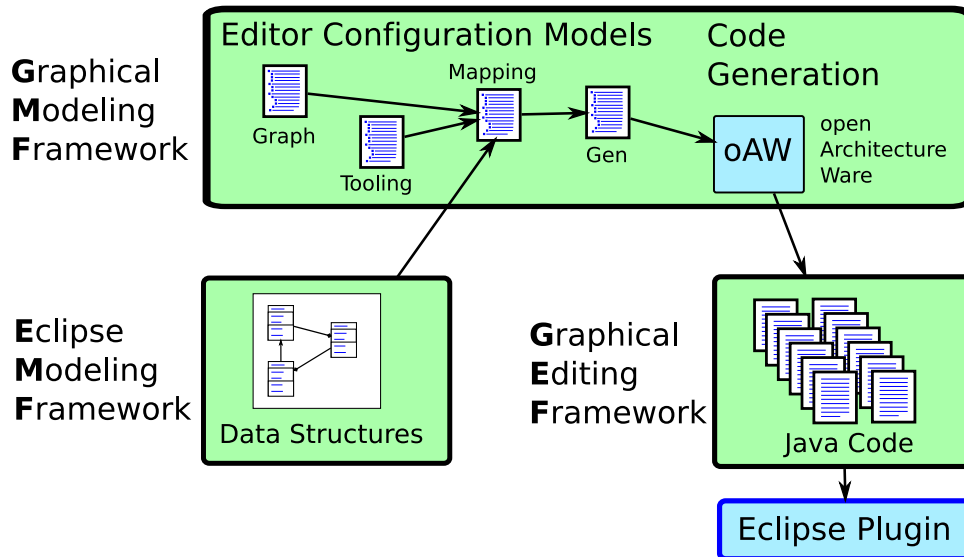 Graphical
Modeling
Framework
Editor Configuration Models
Code
Generation
Mapping
Graph
Tooling
Gen
oAW
open
Architecture
Ware
Eclipse
Modeling
Framework
Data Structures
Graphical
Editing
Framework
Java Code
Eclipse Plugin